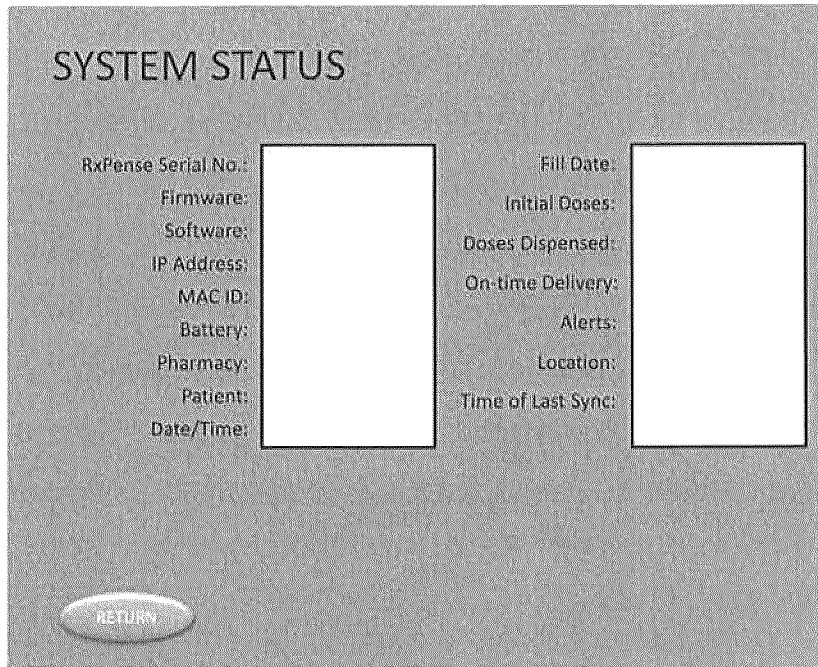 SYSTEM STATUS
RxPense Serial No.:
Firmware:
Software:
IP Address:
MAC ID:
Battery:
Pharmacy:
Patient:
Date/Time:
Fill Date:
Initial Doses:
Doses Dispensed:
On-time Delivery:
Alerts:
Location:
Time of Last Sync:
RETURN